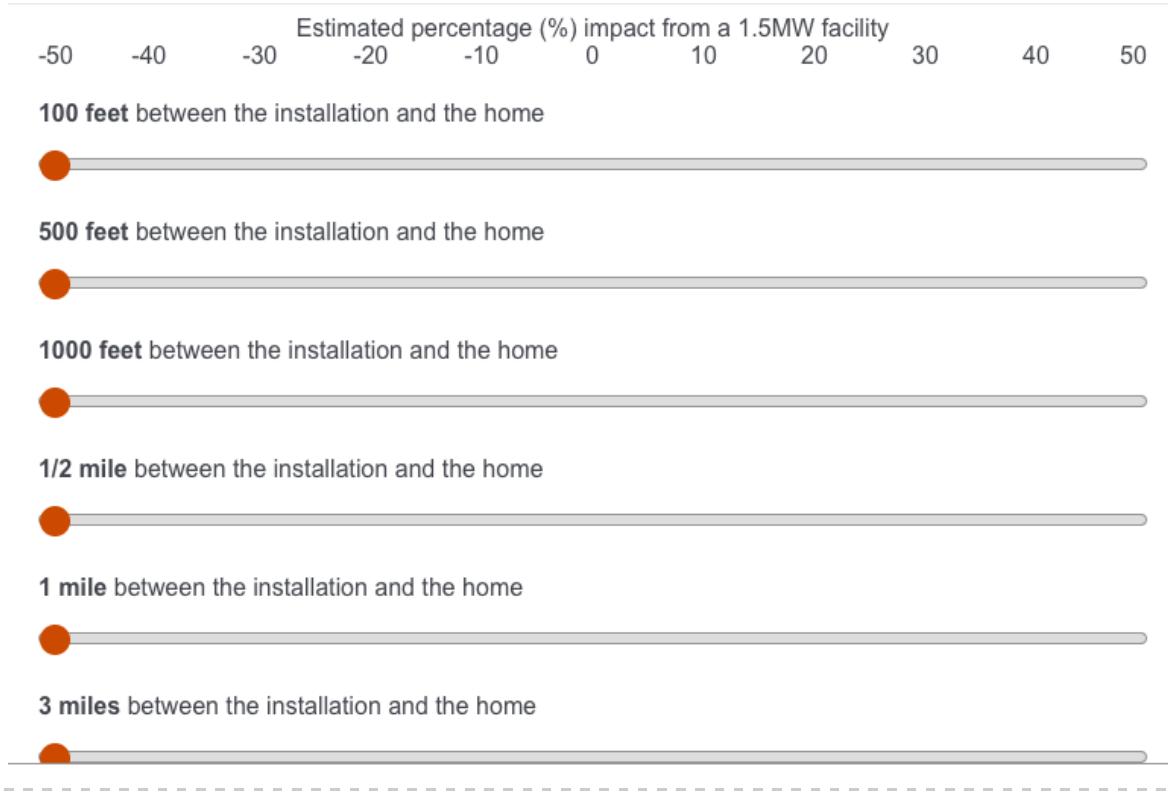 Estimated percentage (%) impact from a 1.5MW facility
-50 -40 -30 -20 -10 0 10 20 30 40 50
100 feet between the installation and the home
500 feet between the installation and the home
1000 feet between the installation and the home
1/2 mile between the installation and the home
1 mile between the installation and the home
3 miles between the installation and the home